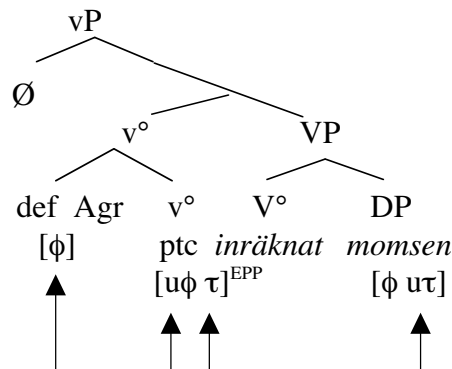 vP
Ø
v° VP
def Agr v° V° DP
[ϕ] ptc inräknat momsen
[uϕ τ]EPP [ϕ uτ]